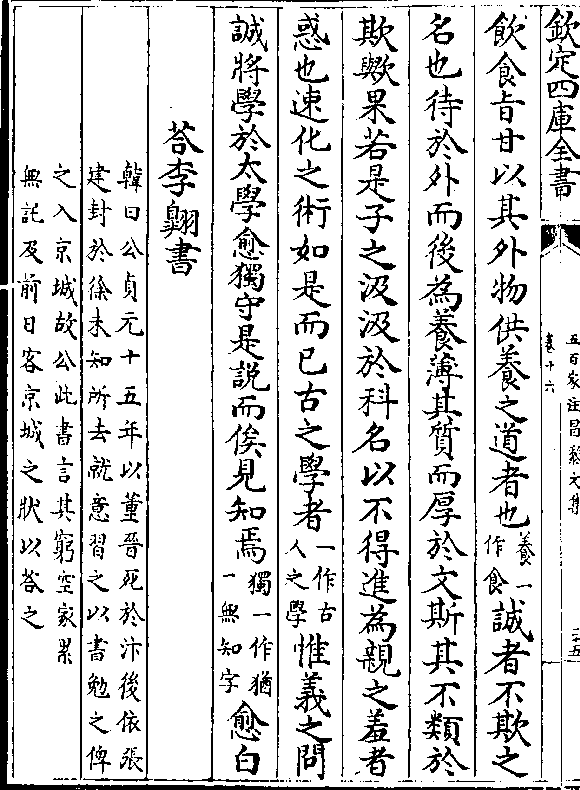 欽定四庫全書
五百家注昌黎文集
卷十六
飲食旨甘以其外物供養之道者也養一作食誠者不欺之
名也待於外而後為養薄其質而厚於文斯其不類於
欺歟果若是子之汲汲於科名以不得進為親之羞者
惑也速化之術如是而已古之學者一作古人之學惟義之問
誠將學於太學愈獨守是說而俟見知焉獨一作猶一無知字愈白
荅李翺書
韓曰公貞元十五年以董晉死於汴後依張
建封於徐未知所去就意習之以書勉之俾
之入京城故公此書言其窮空家累
無託及前日客京城之狀以荅之